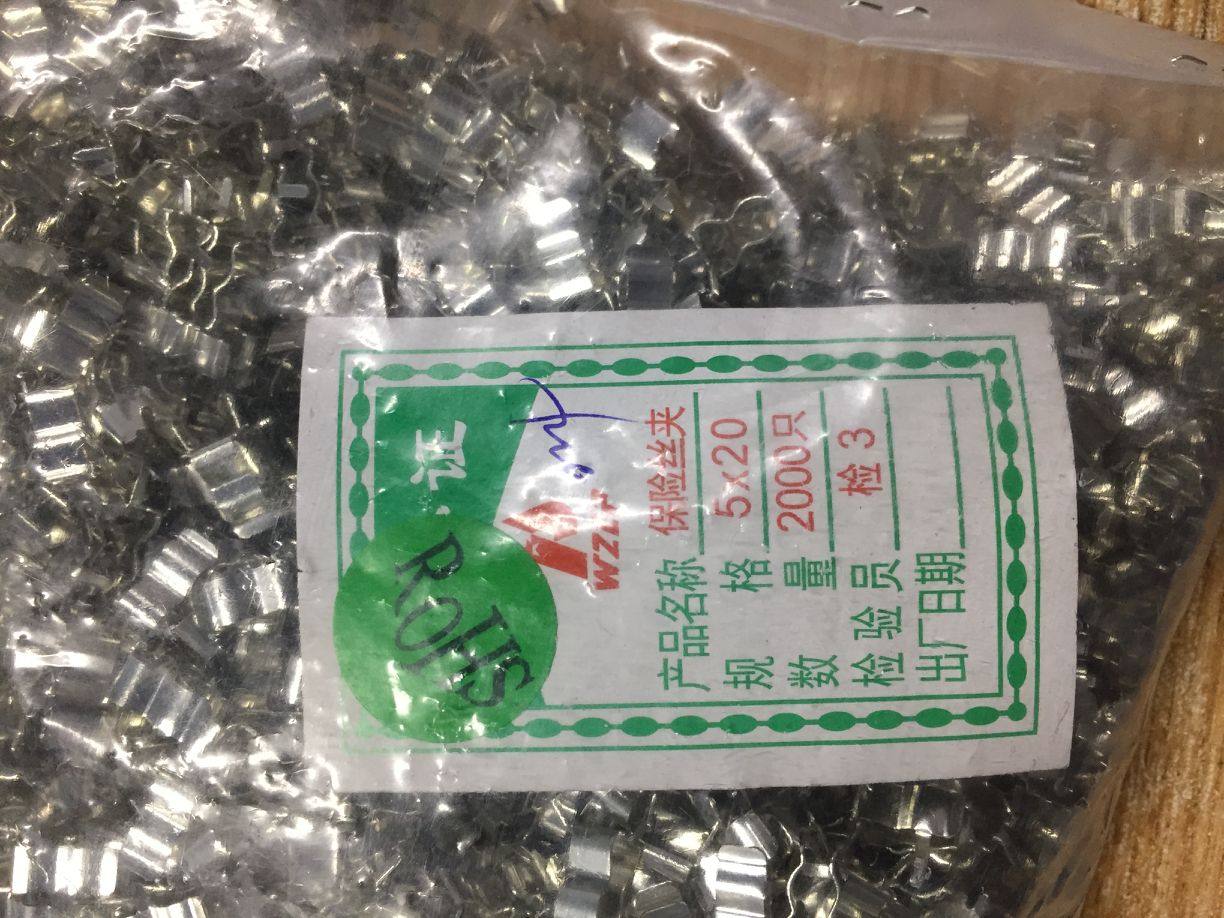 证
RoHS
WZLY
产品名称 保险丝夹
规格 5x20
数量 2000只
检验员 检3
出厂日期